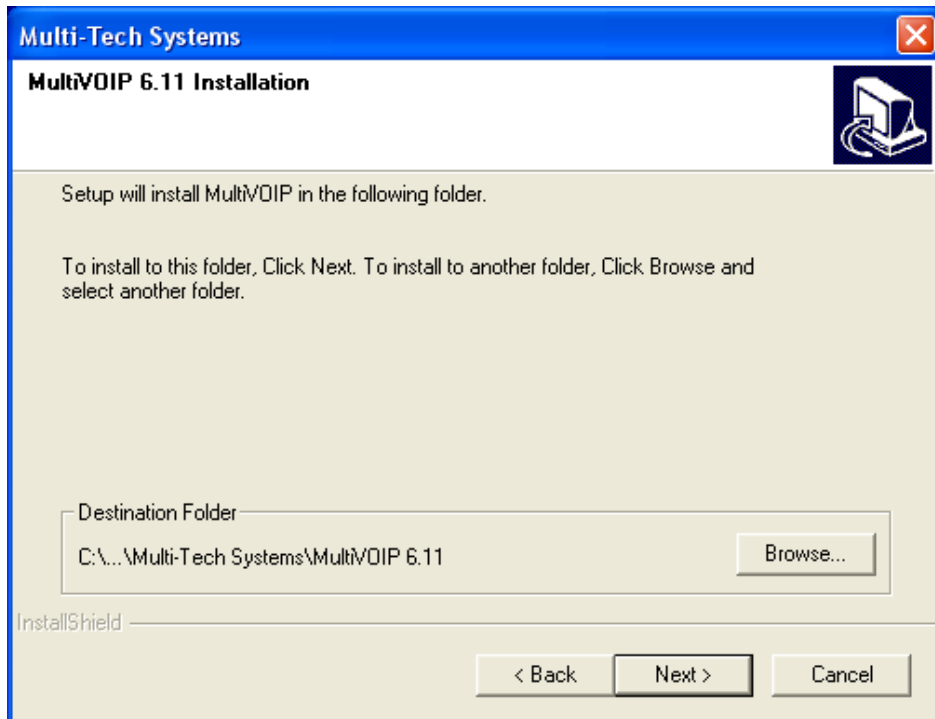 Multi-Tech Systems
MultiVOIP 6.11 Installation
Setup will install MultiVOIP in the following folder.
To install to this folder, Click Next. To install to another folder, Click Browse and
select another folder.
Destination Folder
C:\...\Multi-Tech Systems\MultiVOIP 6.11
Browse...
InstallShield
< Back
Next >
Cancel